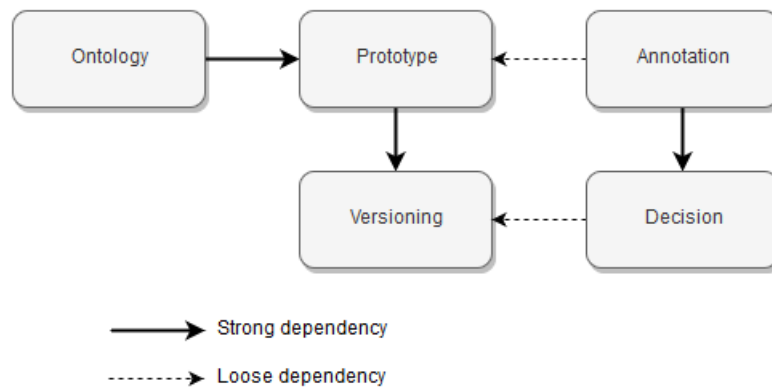 Ontology
Prototype
Annotation
Versioning
Decision
Strong dependency
Loose dependency